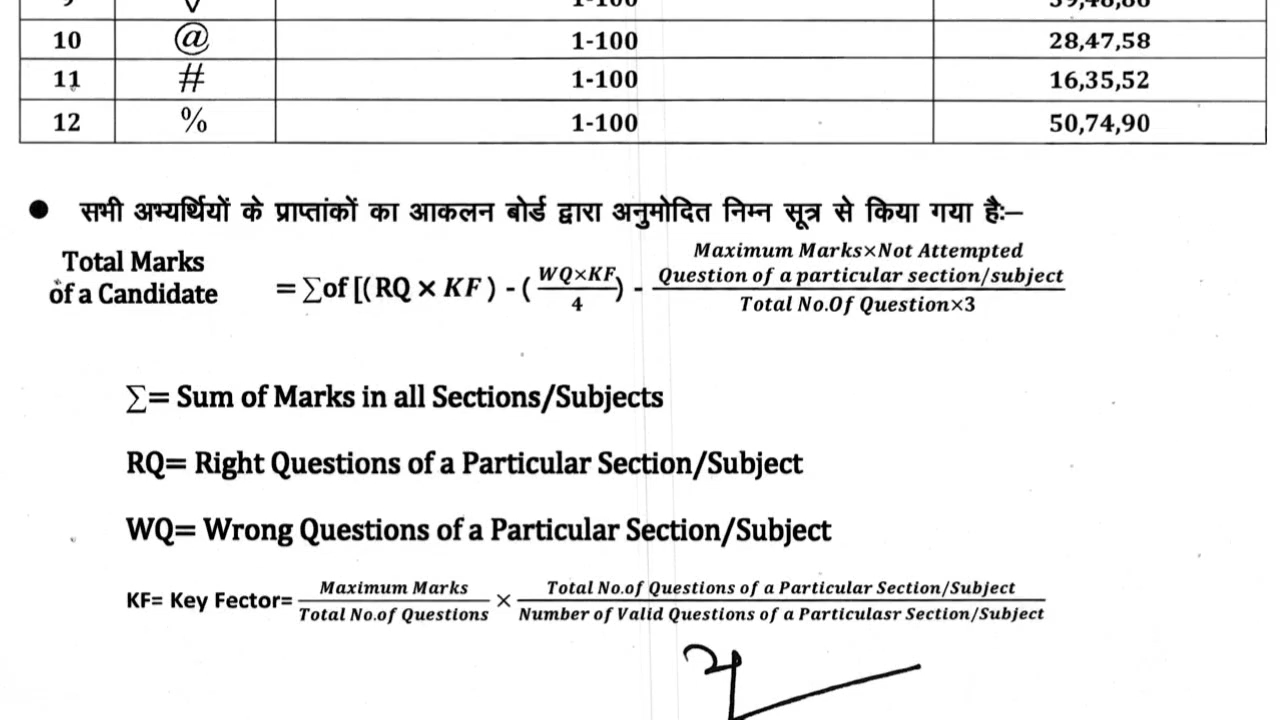 10 @ 1-100 28,47,58
11 # 1-100 16,35,52
12 % 1-100 50,74,90
● सभी अभ्यर्थियों के प्राप्तांकों का आकलन बोर्ड द्वारा अनुमोदित निम्न सूत्र से किया गया है:–
Total Marks of a Candidate = ∑of [(RQ × KF) - (WQ×KF/4) - Maximum Marks×Not Attempted Question of a particular section/subject / Total No.Of Question×3
∑= Sum of Marks in all Sections/Subjects
RQ= Right Questions of a Particular Section/Subject
WQ= Wrong Questions of a Particular Section/Subject
KF= Key Fector= Maximum Marks / Total No.of Questions × Total No.of Questions of a Particular Section/Subject / Number of Valid Questions of a Particulasr Section/Subject